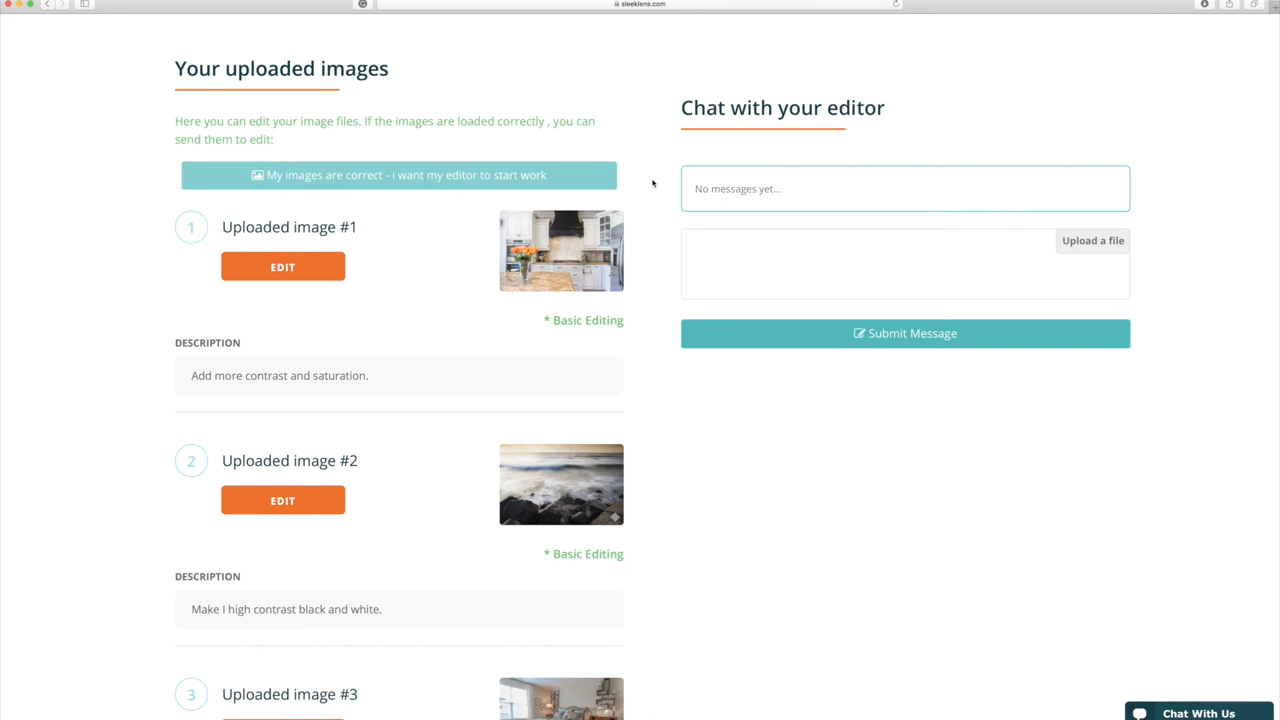 sleeklens.com
Your uploaded images
Here you can edit your image files. If the images are loaded correctly , you can
send them to edit:
My images are correct - i want my editor to start work
1
Uploaded image #1
EDIT
* Basic Editing
DESCRIPTION
Add more contrast and saturation.
2
Uploaded image #2
EDIT
* Basic Editing
DESCRIPTION
Make I high contrast black and white.
3
Uploaded image #3
Chat with your editor
No messages yet...
Upload a file
Submit Message
Chat With Us